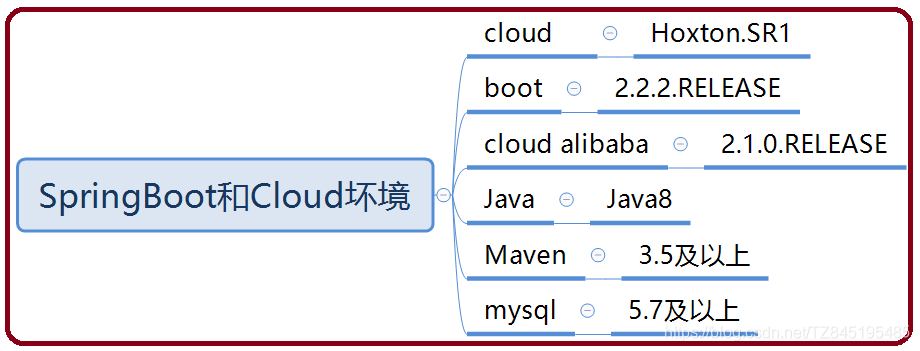 SpringBoot和Cloud坏境
cloud Hoxton.SR1
boot 2.2.2.RELEASE
cloud alibaba 2.1.0.RELEASE
Java Java8
Maven 3.5及以上
mysql 5.7及以上
https://blog.csdn.net/TZ845195485